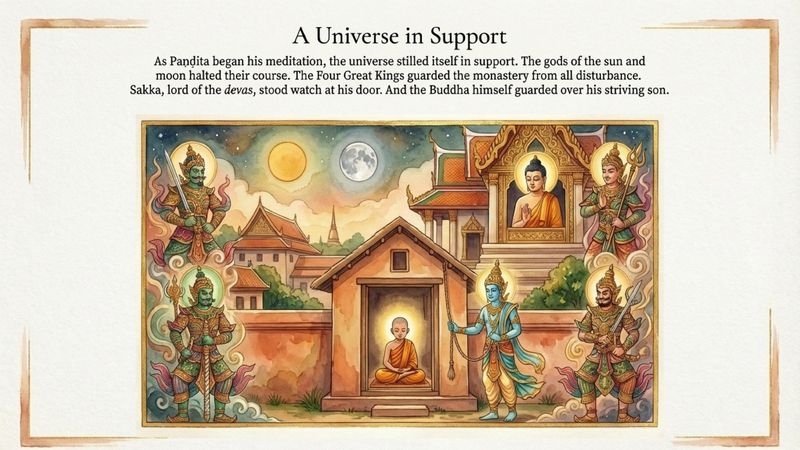 A Universe in Support
As Paṇḍita began his meditation, the universe stilled itself in support. The gods of the sun and
moon halted their course. The Four Great Kings guarded the monastery from all disturbance.
Sakka, lord of the devas, stood watch at his door. And the Buddha himself guarded over his striving son.